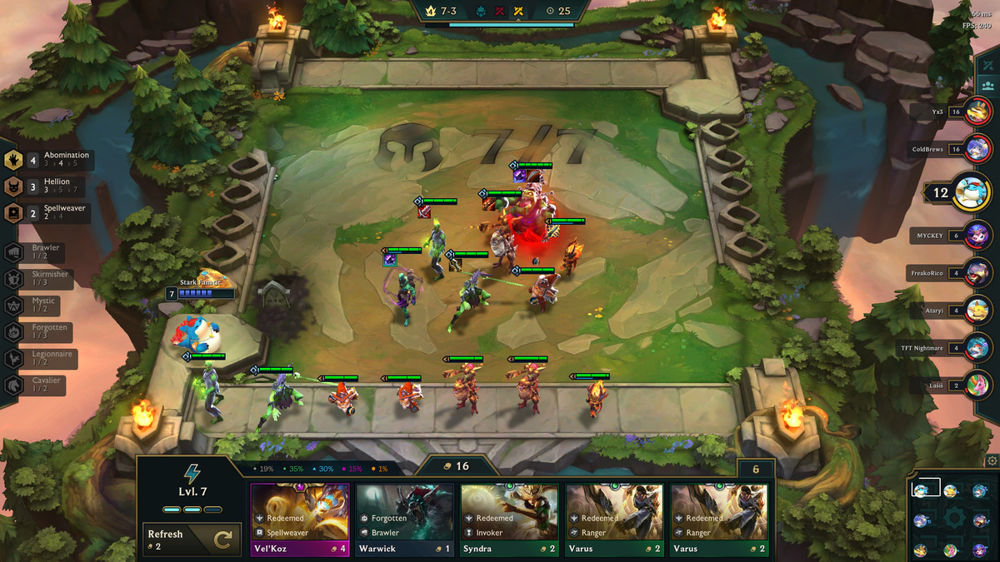 7-3
25
66 ms
FPS: 240
7/7
4 Abomination
3 › 4 › 5
3 Hellion
3 › 5 › 7
2 Spellweaver
2 › 4
Brawler
1 / 2
Skirmisher
1 / 3
Mystic
1 / 2
Forgotten
1 / 3
Legionnaire
1 / 2
Cavalier
1 / 2
Yx3 16
ColdBrews 16
12
MYCKEY 6
FreakoRico 4
Ataryi 4
TFT Nightmare 4
Lasis 2
Stark Fanatic
7
Lvl. 7
19% 35% 30% 15% 1%
16
6
Refresh
2
Redeemed
Spellweaver
Vel'Koz 4
Forgotten
Brawler
Warwick 1
Redeemed
Invoker
Syndra 2
Redeemed
Ranger
Varus 2
Redeemed
Ranger
Varus 2